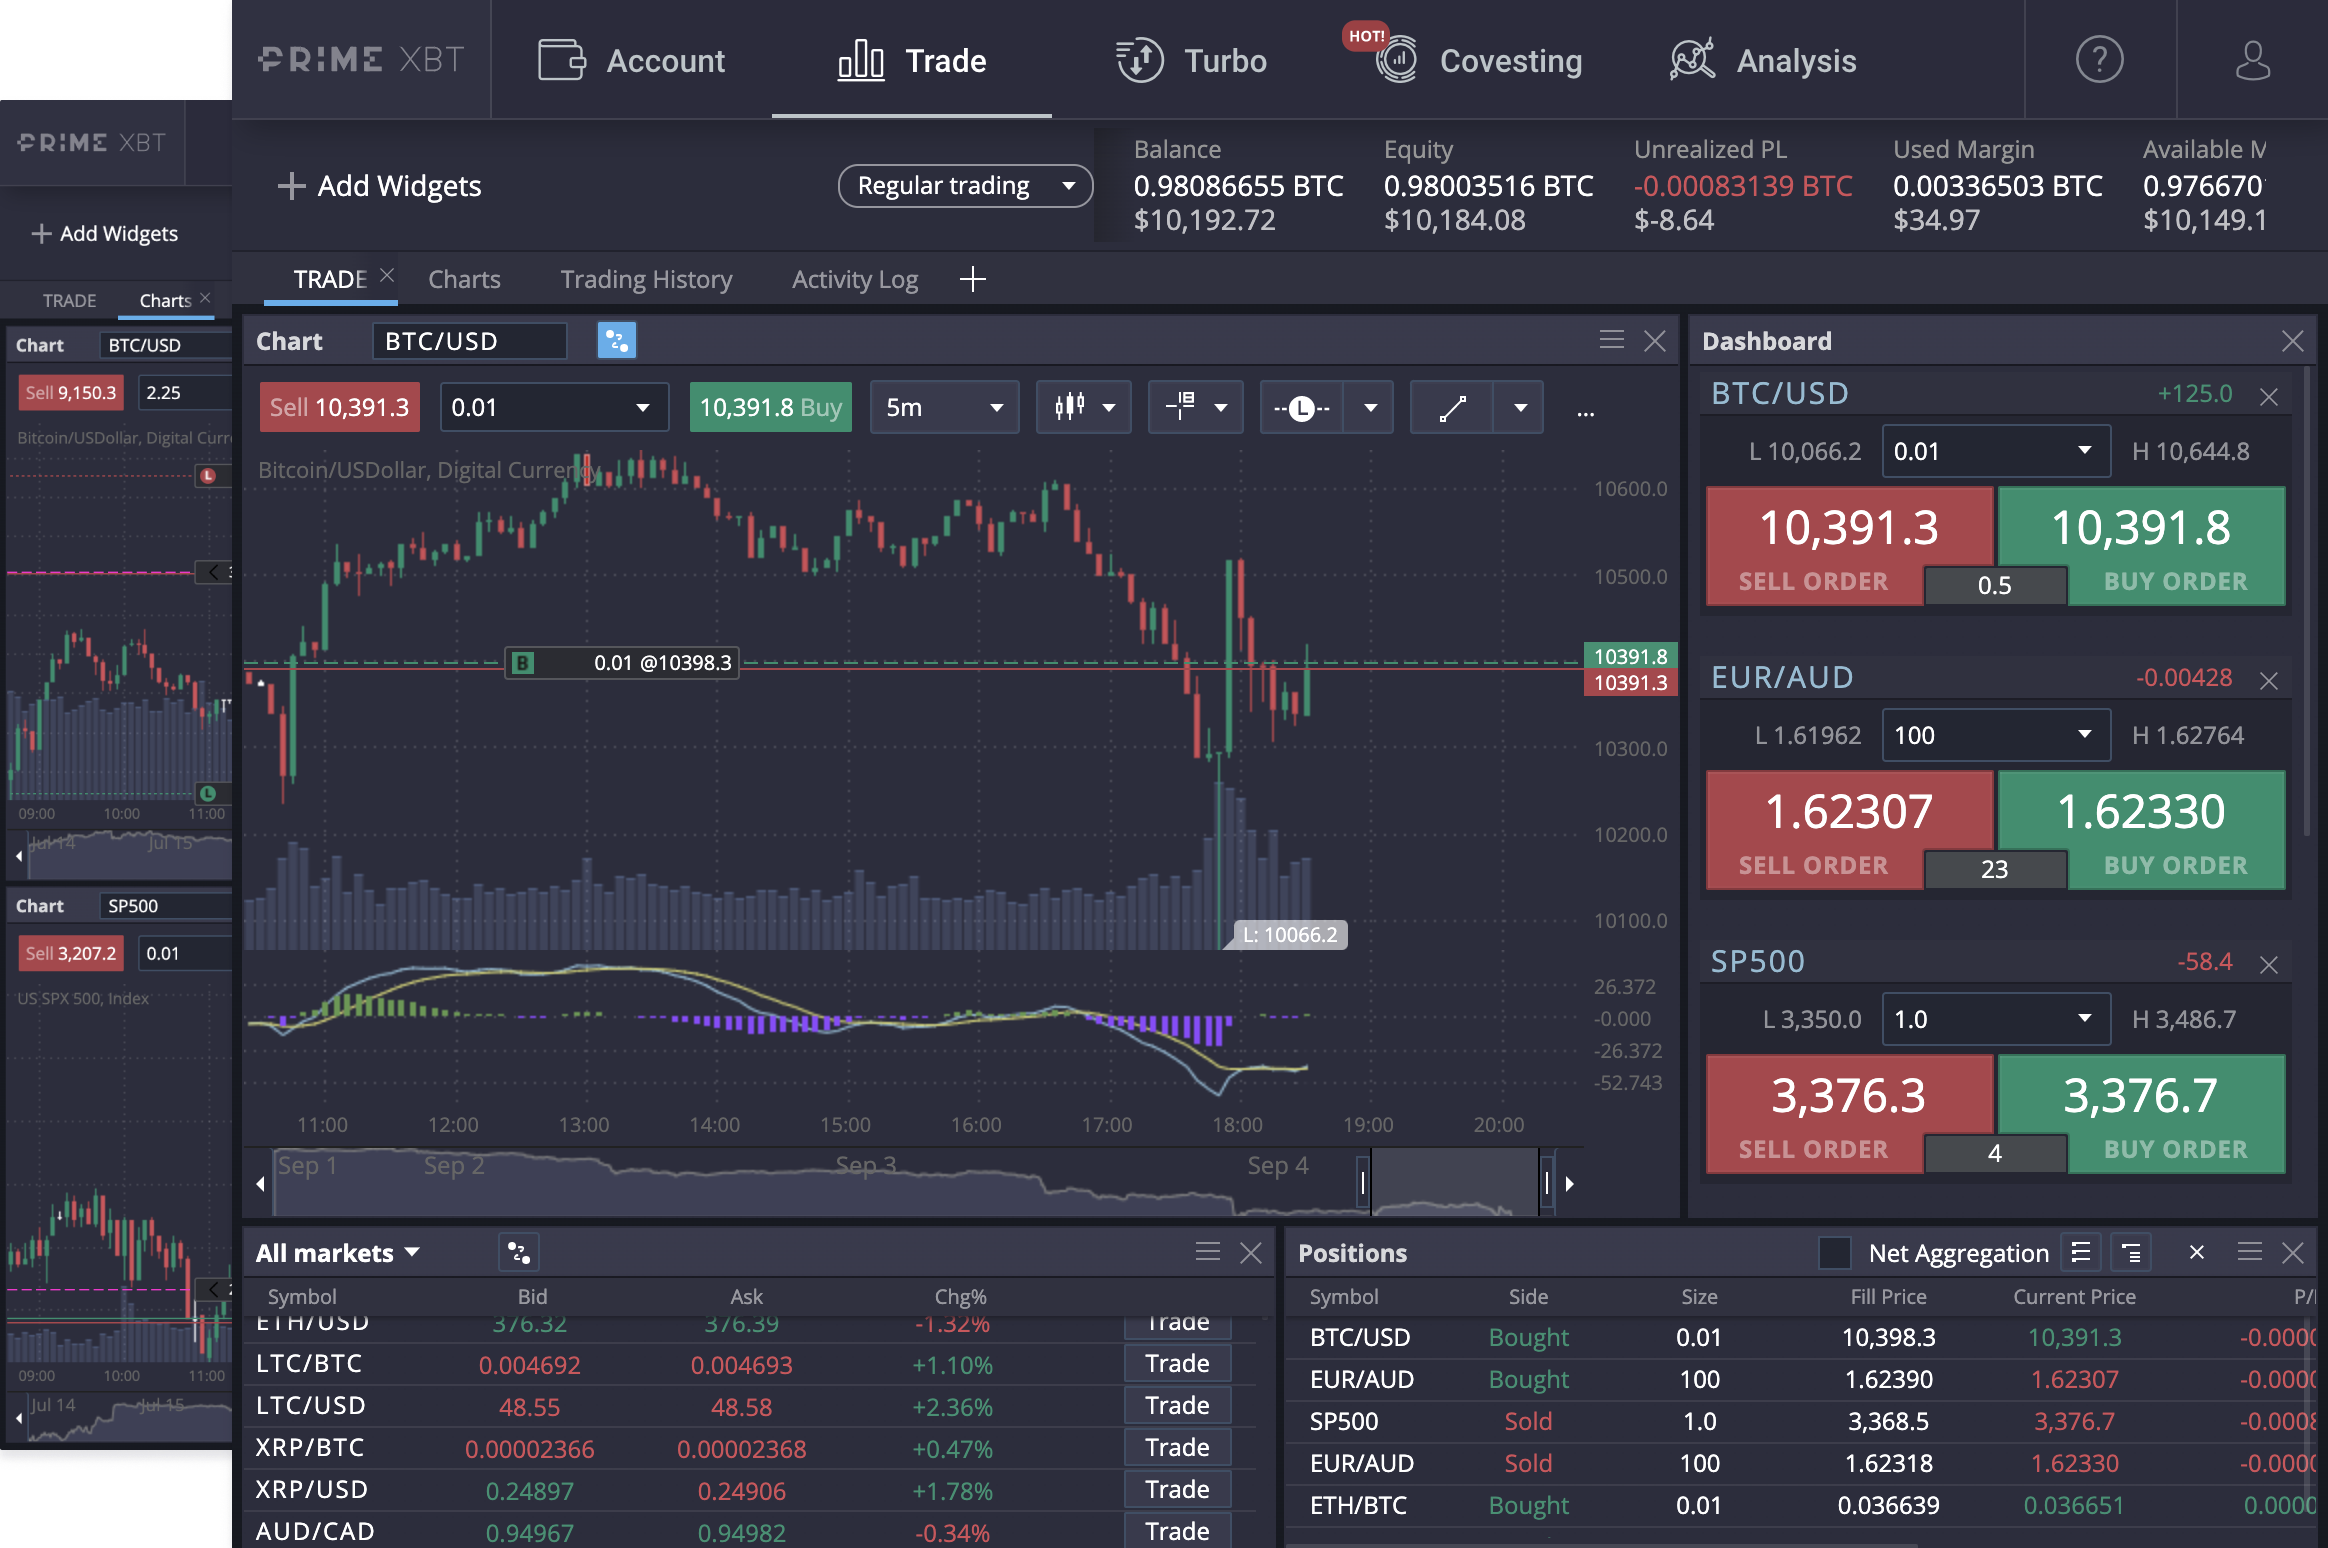 PRIME XBT
Account
Trade
Turbo
HOT!
Covesting
Analysis
?
Add Widgets
Regular trading
Balance
0.98086655 BTC
$10,192.72
Equity
0.98003516 BTC
$10,184.08
Unrealized PL
-0.00083139 BTC
$-8.64
Used Margin
0.00336503 BTC
$34.97
Available M
0.976670
$10,149.1
TRADE
Charts
Trading History
Activity Log
Chart BTC/USD
Sell 10,391.3
0.01
10,391.8 Buy
5m
L
...
Bitcoin/USDollar, Digital Currency
10600.0
10500.0
B 0.01 @10398.3
10391.8
10391.3
10300.0
10200.0
10100.0
L: 10066.2
26.372
-0.000
-26.372
-52.743
11:00 12:00 13:00 14:00 15:00 16:00 17:00 18:00 19:00 20:00
Sep 1 Sep 2 Sep 3 Sep 4
Dashboard
BTC/USD +125.0
L 10,066.2 0.01 H 10,644.8
10,391.3 10,391.8
SELL ORDER 0.5 BUY ORDER
EUR/AUD -0.00428
L 1.61962 100 H 1.62764
1.62307 1.62330
SELL ORDER 23 BUY ORDER
SP500 -58.4
L 3,350.0 1.0 H 3,486.7
3,376.3 3,376.7
SELL ORDER 4 BUY ORDER
All markets
Symbol Bid Ask Chg%
ETH/USD 376.32 376.39 -1.32% Trade
LTC/BTC 0.004692 0.004693 +1.10% Trade
LTC/USD 48.55 48.58 +2.36% Trade
XRP/BTC 0.00002366 0.00002368 +0.47% Trade
XRP/USD 0.24897 0.24906 +1.78% Trade
AUD/CAD 0.94967 0.94982 -0.34% Trade
Positions
Net Aggregation
Symbol Side Size Fill Price Current Price P/
BTC/USD Bought 0.01 10,398.3 10,391.3 -0.0000
EUR/AUD Bought 100 1.62390 1.62307 -0.0000
SP500 Sold 1.0 3,368.5 3,376.7 -0.0008
EUR/AUD Sold 100 1.62318 1.62330 -0.0000
ETH/BTC Bought 0.01 0.036639 0.036651 0.0000
PRIME XBT
Add Widgets
TRADE Charts
Chart BTC/USD
Sell 9,150.3 2.25
Bitcoin/USDollar, Digital Curr
L
L
09:00 10:00 11:00
Jul 14 Jul 15
Chart SP500
Sell 3,207.2 0.01
US SPX 500, Index
09:00 10:00 11:00
Jul 14 Jul 15